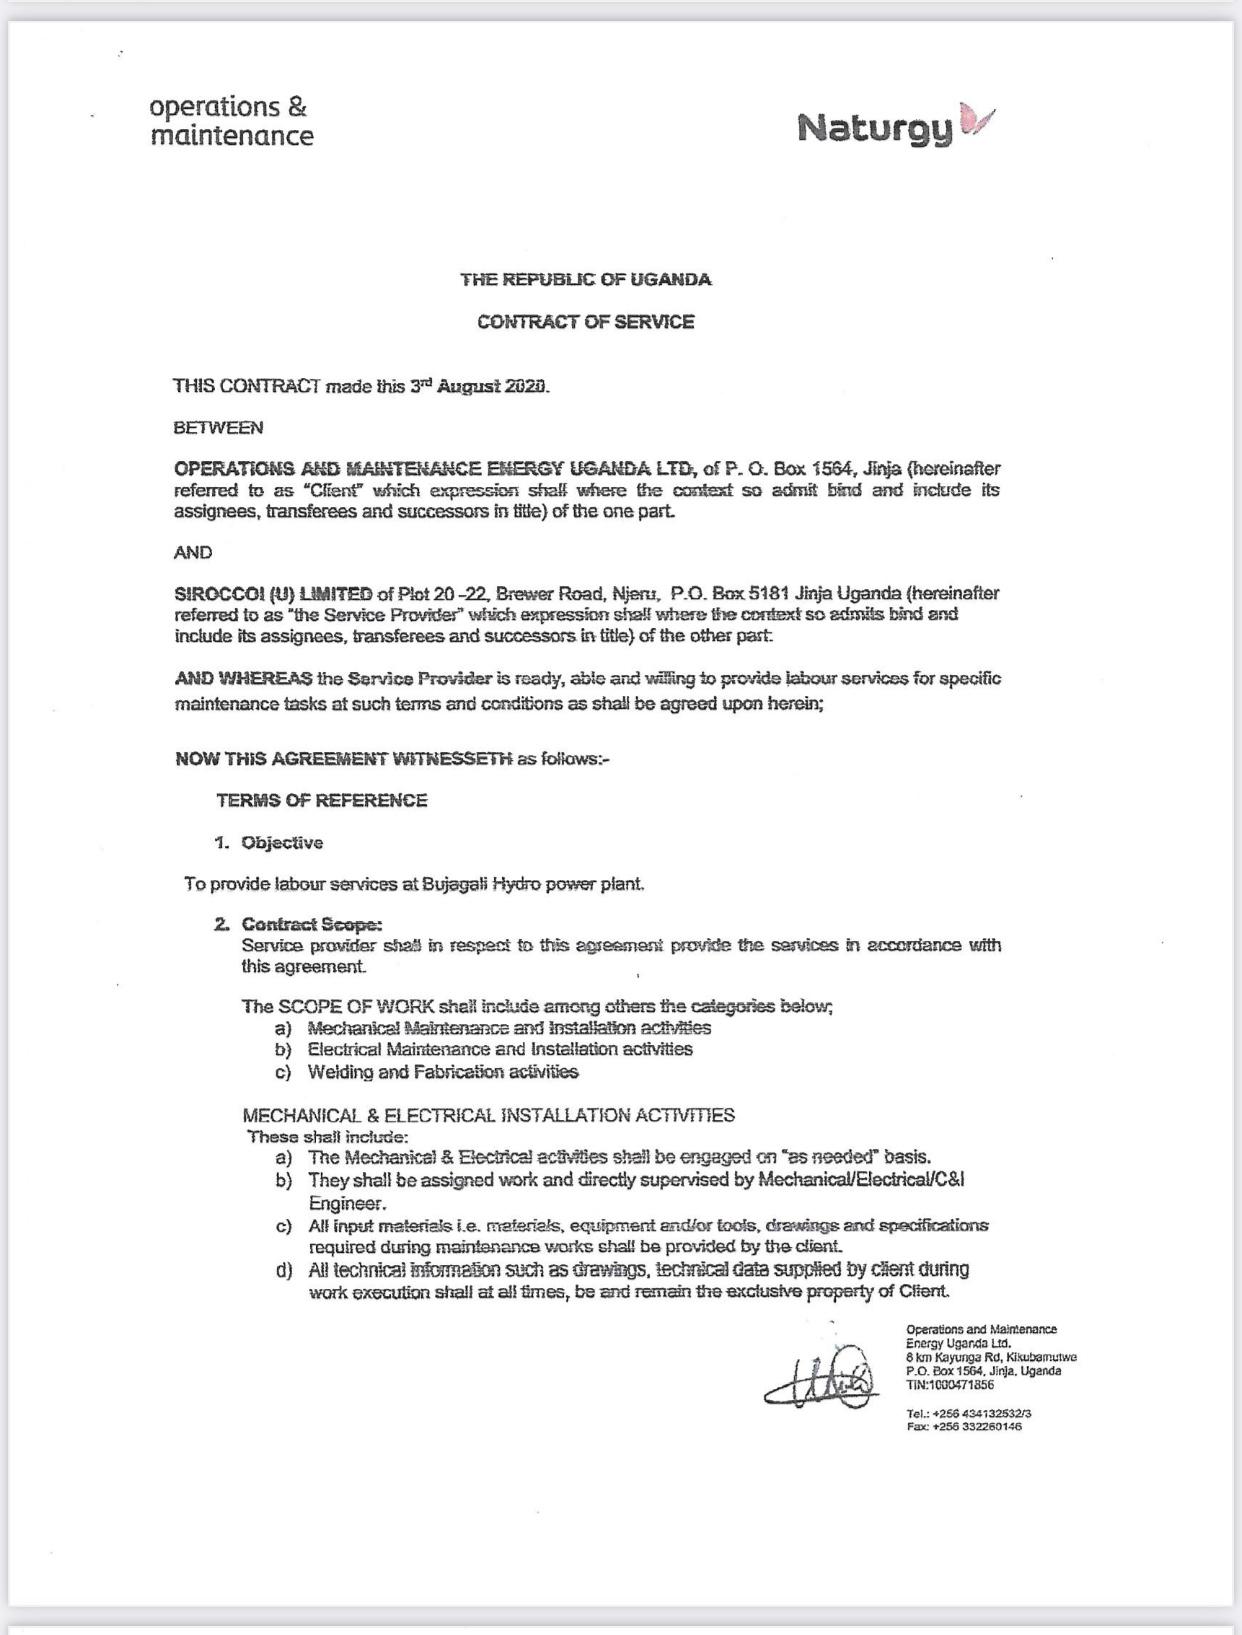 operations &
maintenance
Naturgy
THE REPUBLIC OF UGANDA
CONTRACT OF SERVICE
THIS CONTRACT made this 3rd August 2020.
BETWEEN
OPERATIONS AND MAINTENANCE ENERGY UGANDA LTD, of P. O. Box 1564, Jinja (hereinafter
referred to as "Client" which expression shall where the context so admit bind and include its
assignees, transferees and successors in title) of the one part.
AND
SIROCCOI (U) LIMITED of Plot 20 -22, Brewer Road, Njeru, P.O. Box 5181 Jinja Uganda (hereinafter
referred to as "the Service Provider" which expression shall where the context so admits bind and
include its assignees, transferees and successors in title) of the other part:
AND WHEREAS the Service Provider is ready, able and willing to provide labour services for specific
maintenance tasks at such terms and conditions as shall be agreed upon herein;
NOW THIS AGREEMENT WITNESSETH as follows:-
TERMS OF REFERENCE
1. Objective
To provide labour services at Bujagali Hydro power plant.
2. Contract Scope:
Service provider shall in respect to this agreement provide the services in accordance with
this agreement.
The SCOPE OF WORK shall include among others the categories below;
a) Mechanical Maintenance and Installation activities
b) Electrical Maintenance and Installation activities
c) Welding and Fabrication activities
MECHANICAL & ELECTRICAL INSTALLATION ACTIVITIES
These shall include:
a) The Mechanical & Electrical activities shall be engaged on "as needed" basis.
b) They shall be assigned work and directly supervised by Mechanical/Electrical/C&I
Engineer.
c) All input materials i.e. materials, equipment and/or tools, drawings and specifications
required during maintenance works shall be provided by the client.
d) All technical information such as drawings, technical data supplied by client during
work execution shall at all times, be and remain the exclusive property of Client.
Operations and Maintenance
Energy Uganda Ltd.
8 km Kayunga Rd, Kikubamutwe
P.O. Box 1564, Jinja, Uganda
TIN:1000471856
Tel.: +256 434132532/3
Fax: +256 332260146